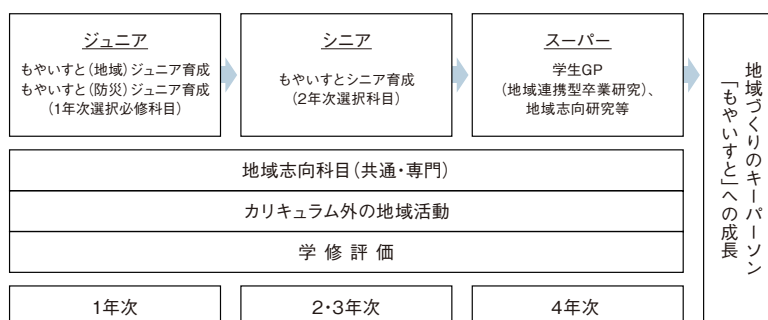 ジュニア
もやいすと（地域）ジュニア育成
もやいすと（防災）ジュニア育成
（1年次選択必修科目）
シニア
もやいすとシニア育成
（2年次選択科目）
スーパー
学生GP
（地域連携型卒業研究）、
地域志向研究等
地域づくりのキーパーソン
「もやいすと」への成長
地域志向科目（共通・専門）
カリキュラム外の地域活動
学修評価
1年次
2・3年次
4年次